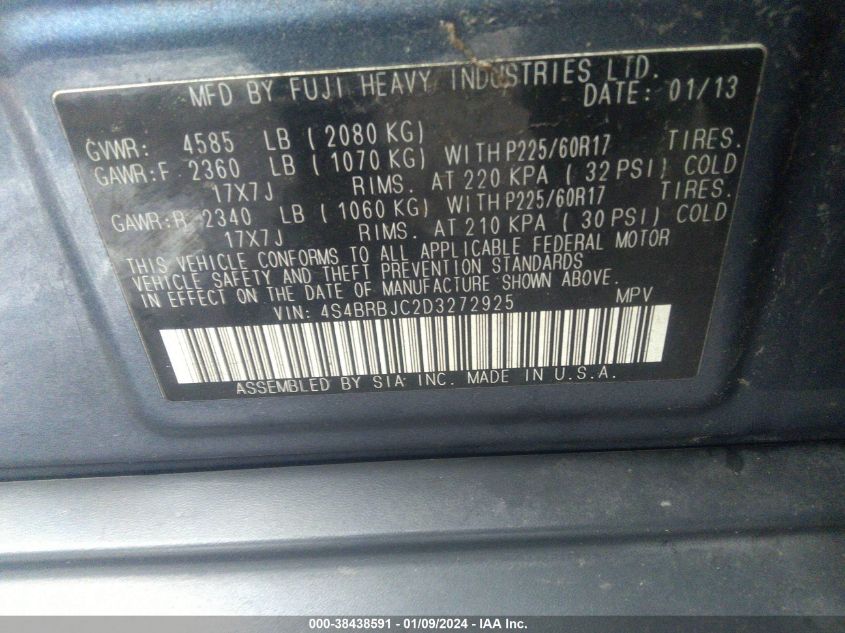 MFD BY FUJI HEAVY INDUSTRIES LTD.
DATE: 01/13
GVWR: 4585 LB (2080 KG)
GAWR:F 2360 LB (1070 KG) WITH P225/60R17 TIRES.
17X7J RIMS. AT 220 KPA (32 PSI) COLD
GAWR:R 2340 LB (1060 KG) WITH P225/60R17 TIRES.
17X7J RIMS. AT 210 KPA (30 PSI) COLD
THIS VEHICLE CONFORMS TO ALL APPLICABLE FEDERAL MOTOR
VEHICLE SAFETY AND THEFT PREVENTION STANDARDS
IN EFFECT ON THE DATE OF MANUFACTURE SHOWN ABOVE.
VIN: 4S4BRBJC2D3272925 MPV
ASSEMBLED BY SIA INC. MADE IN U.S.A.
000-38438591 - 01/09/2024 - IAA Inc.